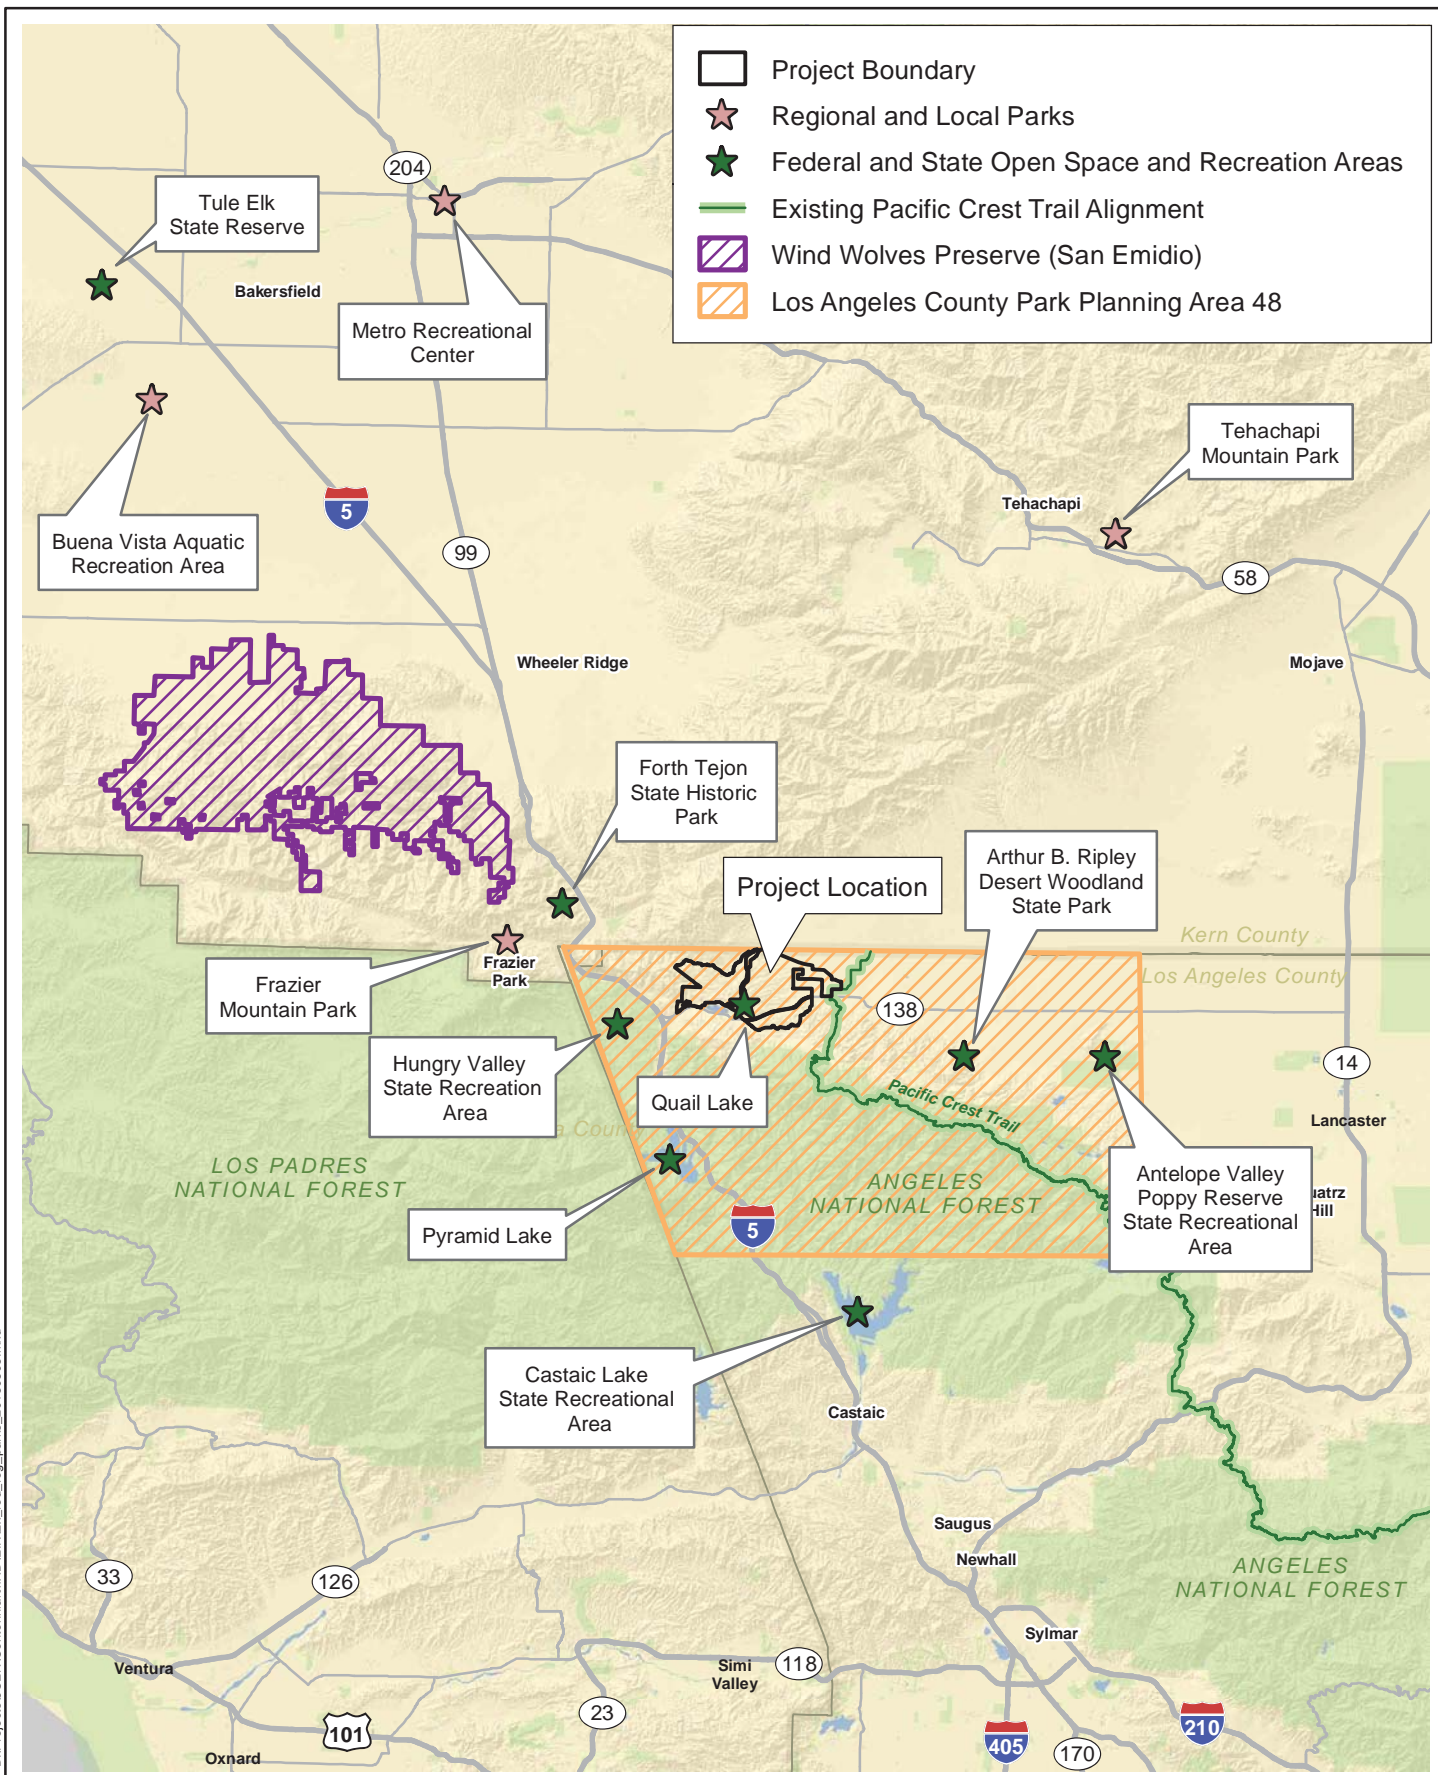 Project Boundary
Regional and Local Parks
Federal and State Open Space and Recreation Areas
Existing Pacific Crest Trail Alignment
Wind Wolves Preserve (San Emidio)
Los Angeles County Park Planning Area 48
204
Tule Elk
State Reserve
Bakersfield
Metro Recreational
Center
Tehachapi
Mountain Park
Tehachapi
5
Buena Vista Aquatic
Recreation Area
99
58
Wheeler Ridge
Mojave
Forth Tejon
State Historic
Park
Arthur B. Ripley
Desert Woodland
State Park
Project Location
Kern County
Los Angeles County
Frazier
Park
Frazier
Mountain Park
138
Hungry Valley
State Recreation
Area
14
Quail Lake
Pacific Crest Trail
Lancaster
a County
LOS PADRES
NATIONAL FOREST
ANGELES
NATIONAL FOREST
Antelope Valley
Poppy Reserve
State Recreational
Area
uatrz
Hill
Pyramid Lake
5
Castaic Lake
State Recreational
Area
Castaic
Saugus
Newhall
ANGELES
NATIONAL FOREST
33
126
Sylmar
Ventura
Simi
Valley
118
23
101
405
170
210
Oxnard